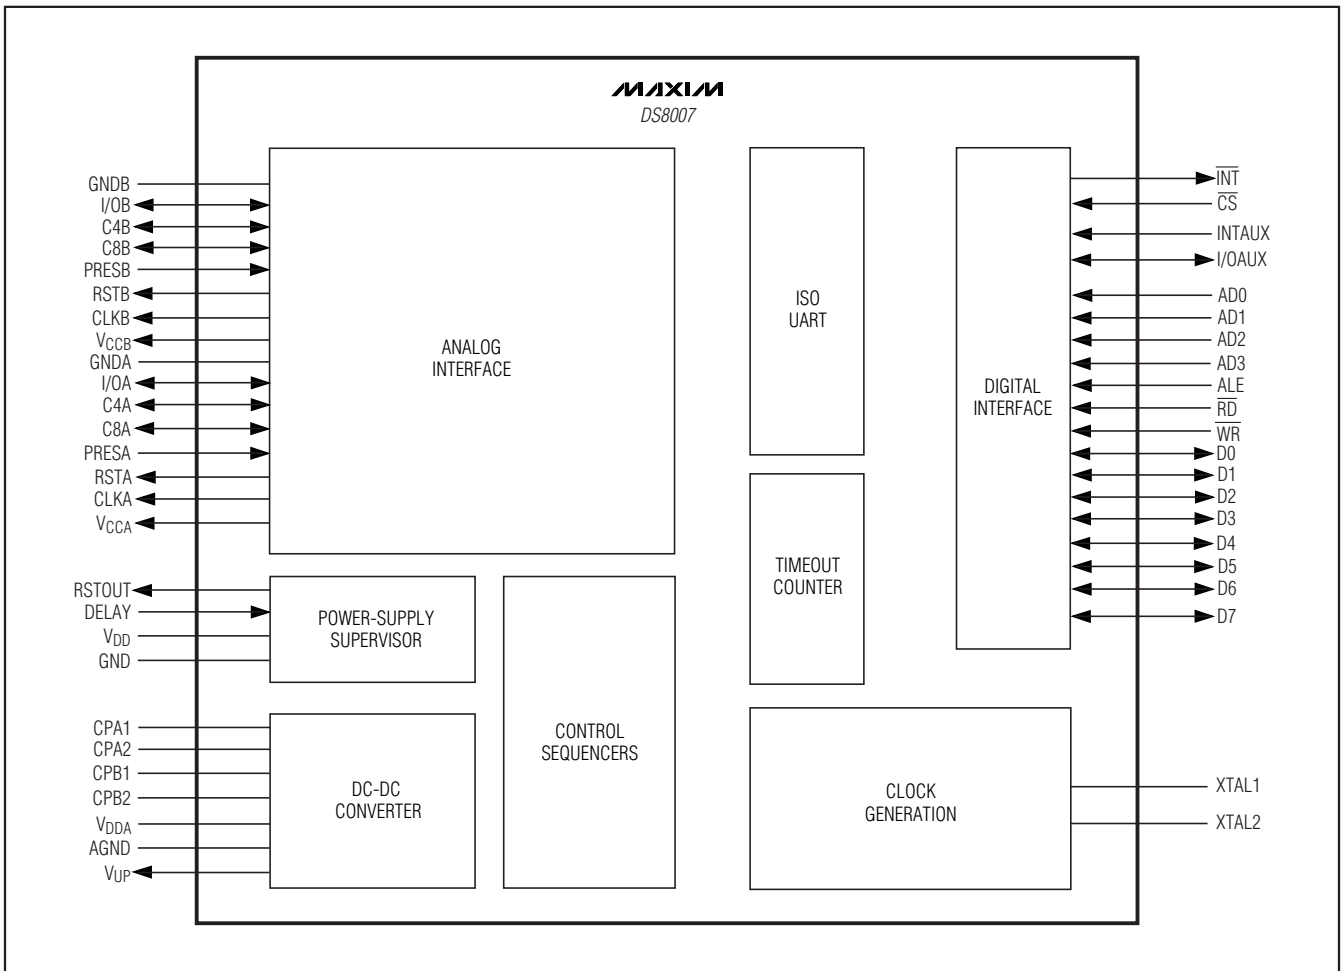 MAXIM
DS8007
GNDB
I/OB
C4B
C8B
PRESB
RSTB
CLKB
VCCB
GNDA
I/OA
C4A
C8A
PRESA
RSTA
CLKA
VCCA
RSTOUT
DELAY
VDD
GND
CPA1
CPA2
CPB1
CPB2
VDDA
AGND
VUP
ANALOG
INTERFACE
POWER-SUPPLY
SUPERVISOR
DC-DC
CONVERTER
CONTROL
SEQUENCERS
ISO
UART
TIMEOUT
COUNTER
CLOCK
GENERATION
DIGITAL
INTERFACE
INT
CS
INTAUX
I/OAUX
AD0
AD1
AD2
AD3
ALE
RD
WR
D0
D1
D2
D3
D4
D5
D6
D7
XTAL1
XTAL2